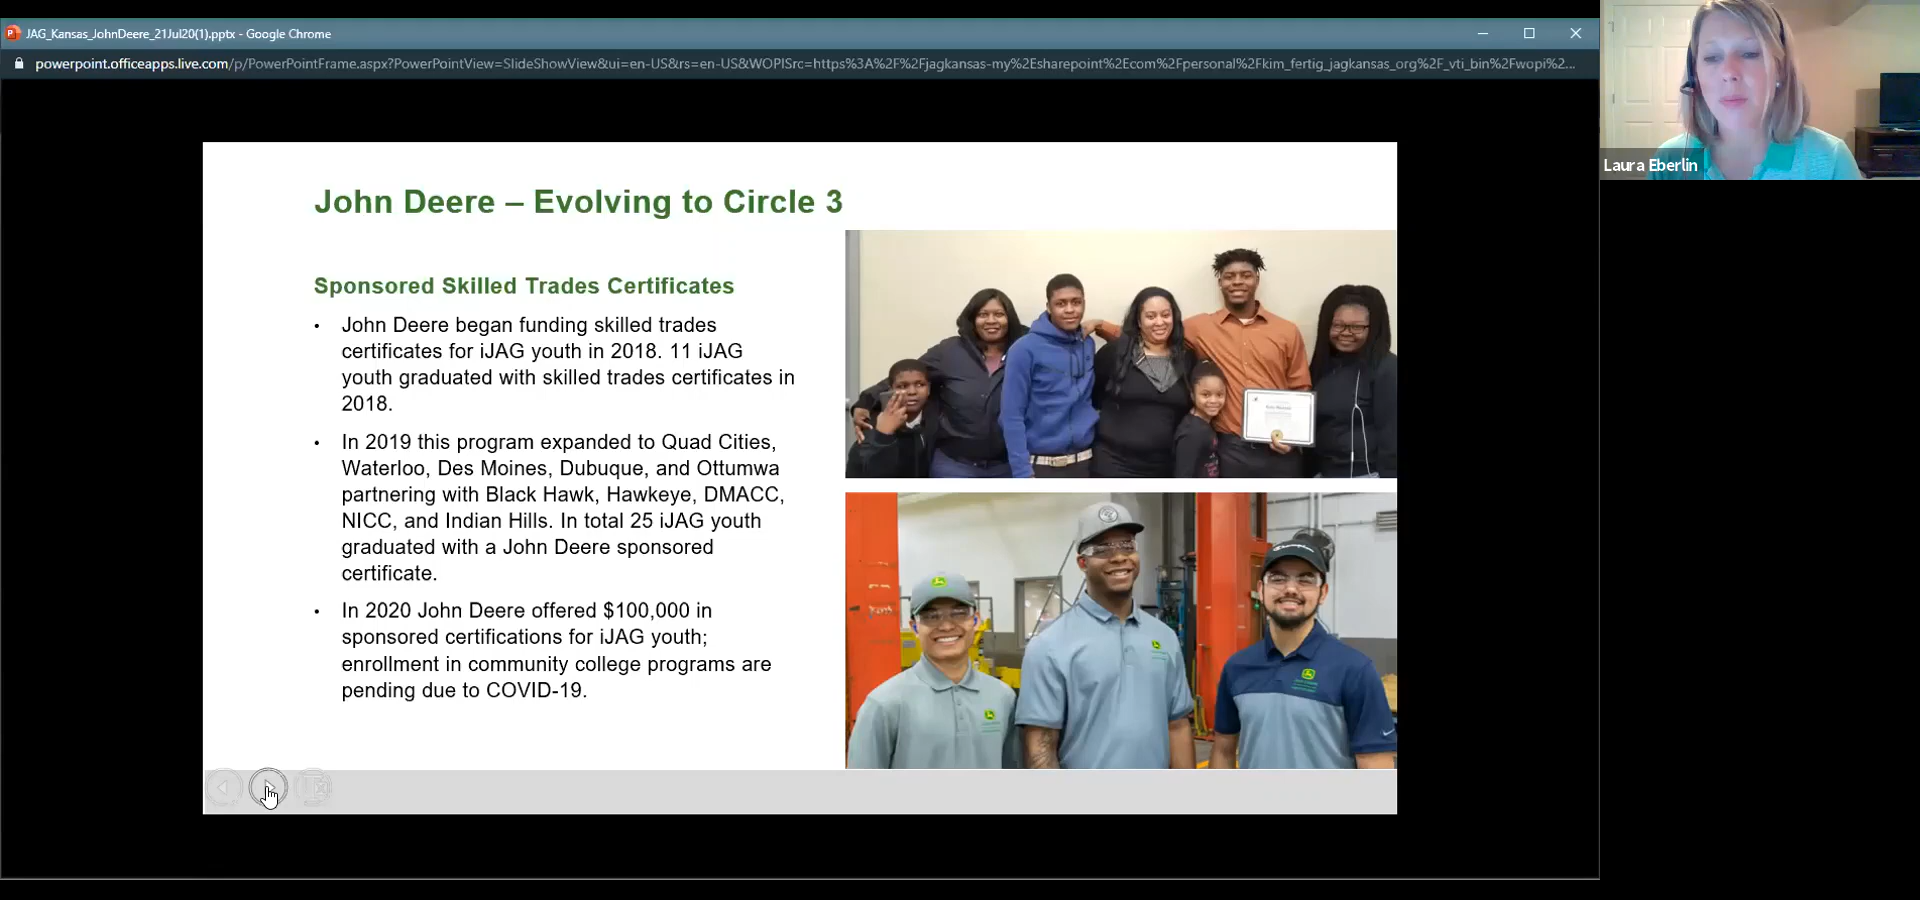 JAG_Kansas_JohnDeere_21Jul20(1).pptx - Google Chrome
powerpoint.officeapps.live.com/p/PowerPointFrame.aspx?PowerPointView=SlideShowView&ui=en-US&rs=en-US&WOPISrc=https%3A%2F%2Fjagkansas-my%2Esharepoint%2Ecom%2Fpersonal%2Fkim_fertig_jagkansas_org%2F_vti_bin%2Fwopi%2...
Laura Eberlin
John Deere – Evolving to Circle 3
Sponsored Skilled Trades Certificates
• John Deere began funding skilled trades
certificates for iJAG youth in 2018. 11 iJAG
youth graduated with skilled trades certificates in
2018.
• In 2019 this program expanded to Quad Cities,
Waterloo, Des Moines, Dubuque, and Ottumwa
partnering with Black Hawk, Hawkeye, DMACC,
NICC, and Indian Hills. In total 25 iJAG youth
graduated with a John Deere sponsored
certificate.
• In 2020 John Deere offered $100,000 in
sponsored certifications for iJAG youth;
enrollment in community college programs are
pending due to COVID-19.
Champion